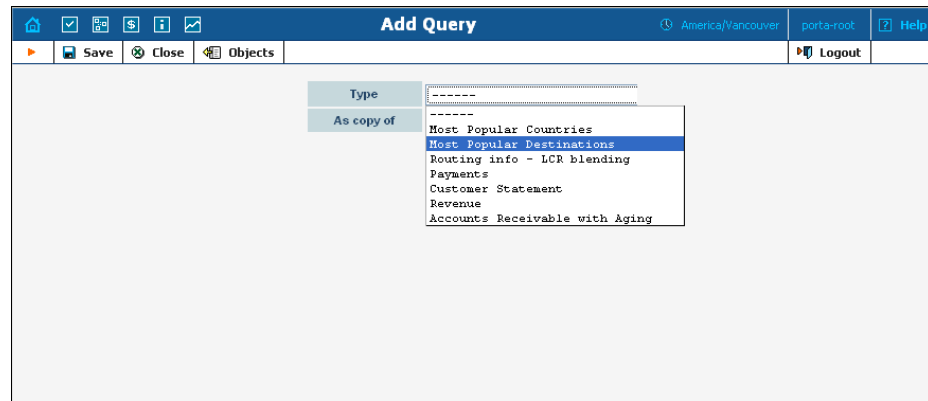 Add Query America/Vancouver porta-root ? Help
Save Close Objects Logout
Type ------
As copy of
------
Most Popular Countries
Most Popular Destinations
Routing info - LCR blending
Payments
Customer Statement
Revenue
Accounts Receivable with Aging